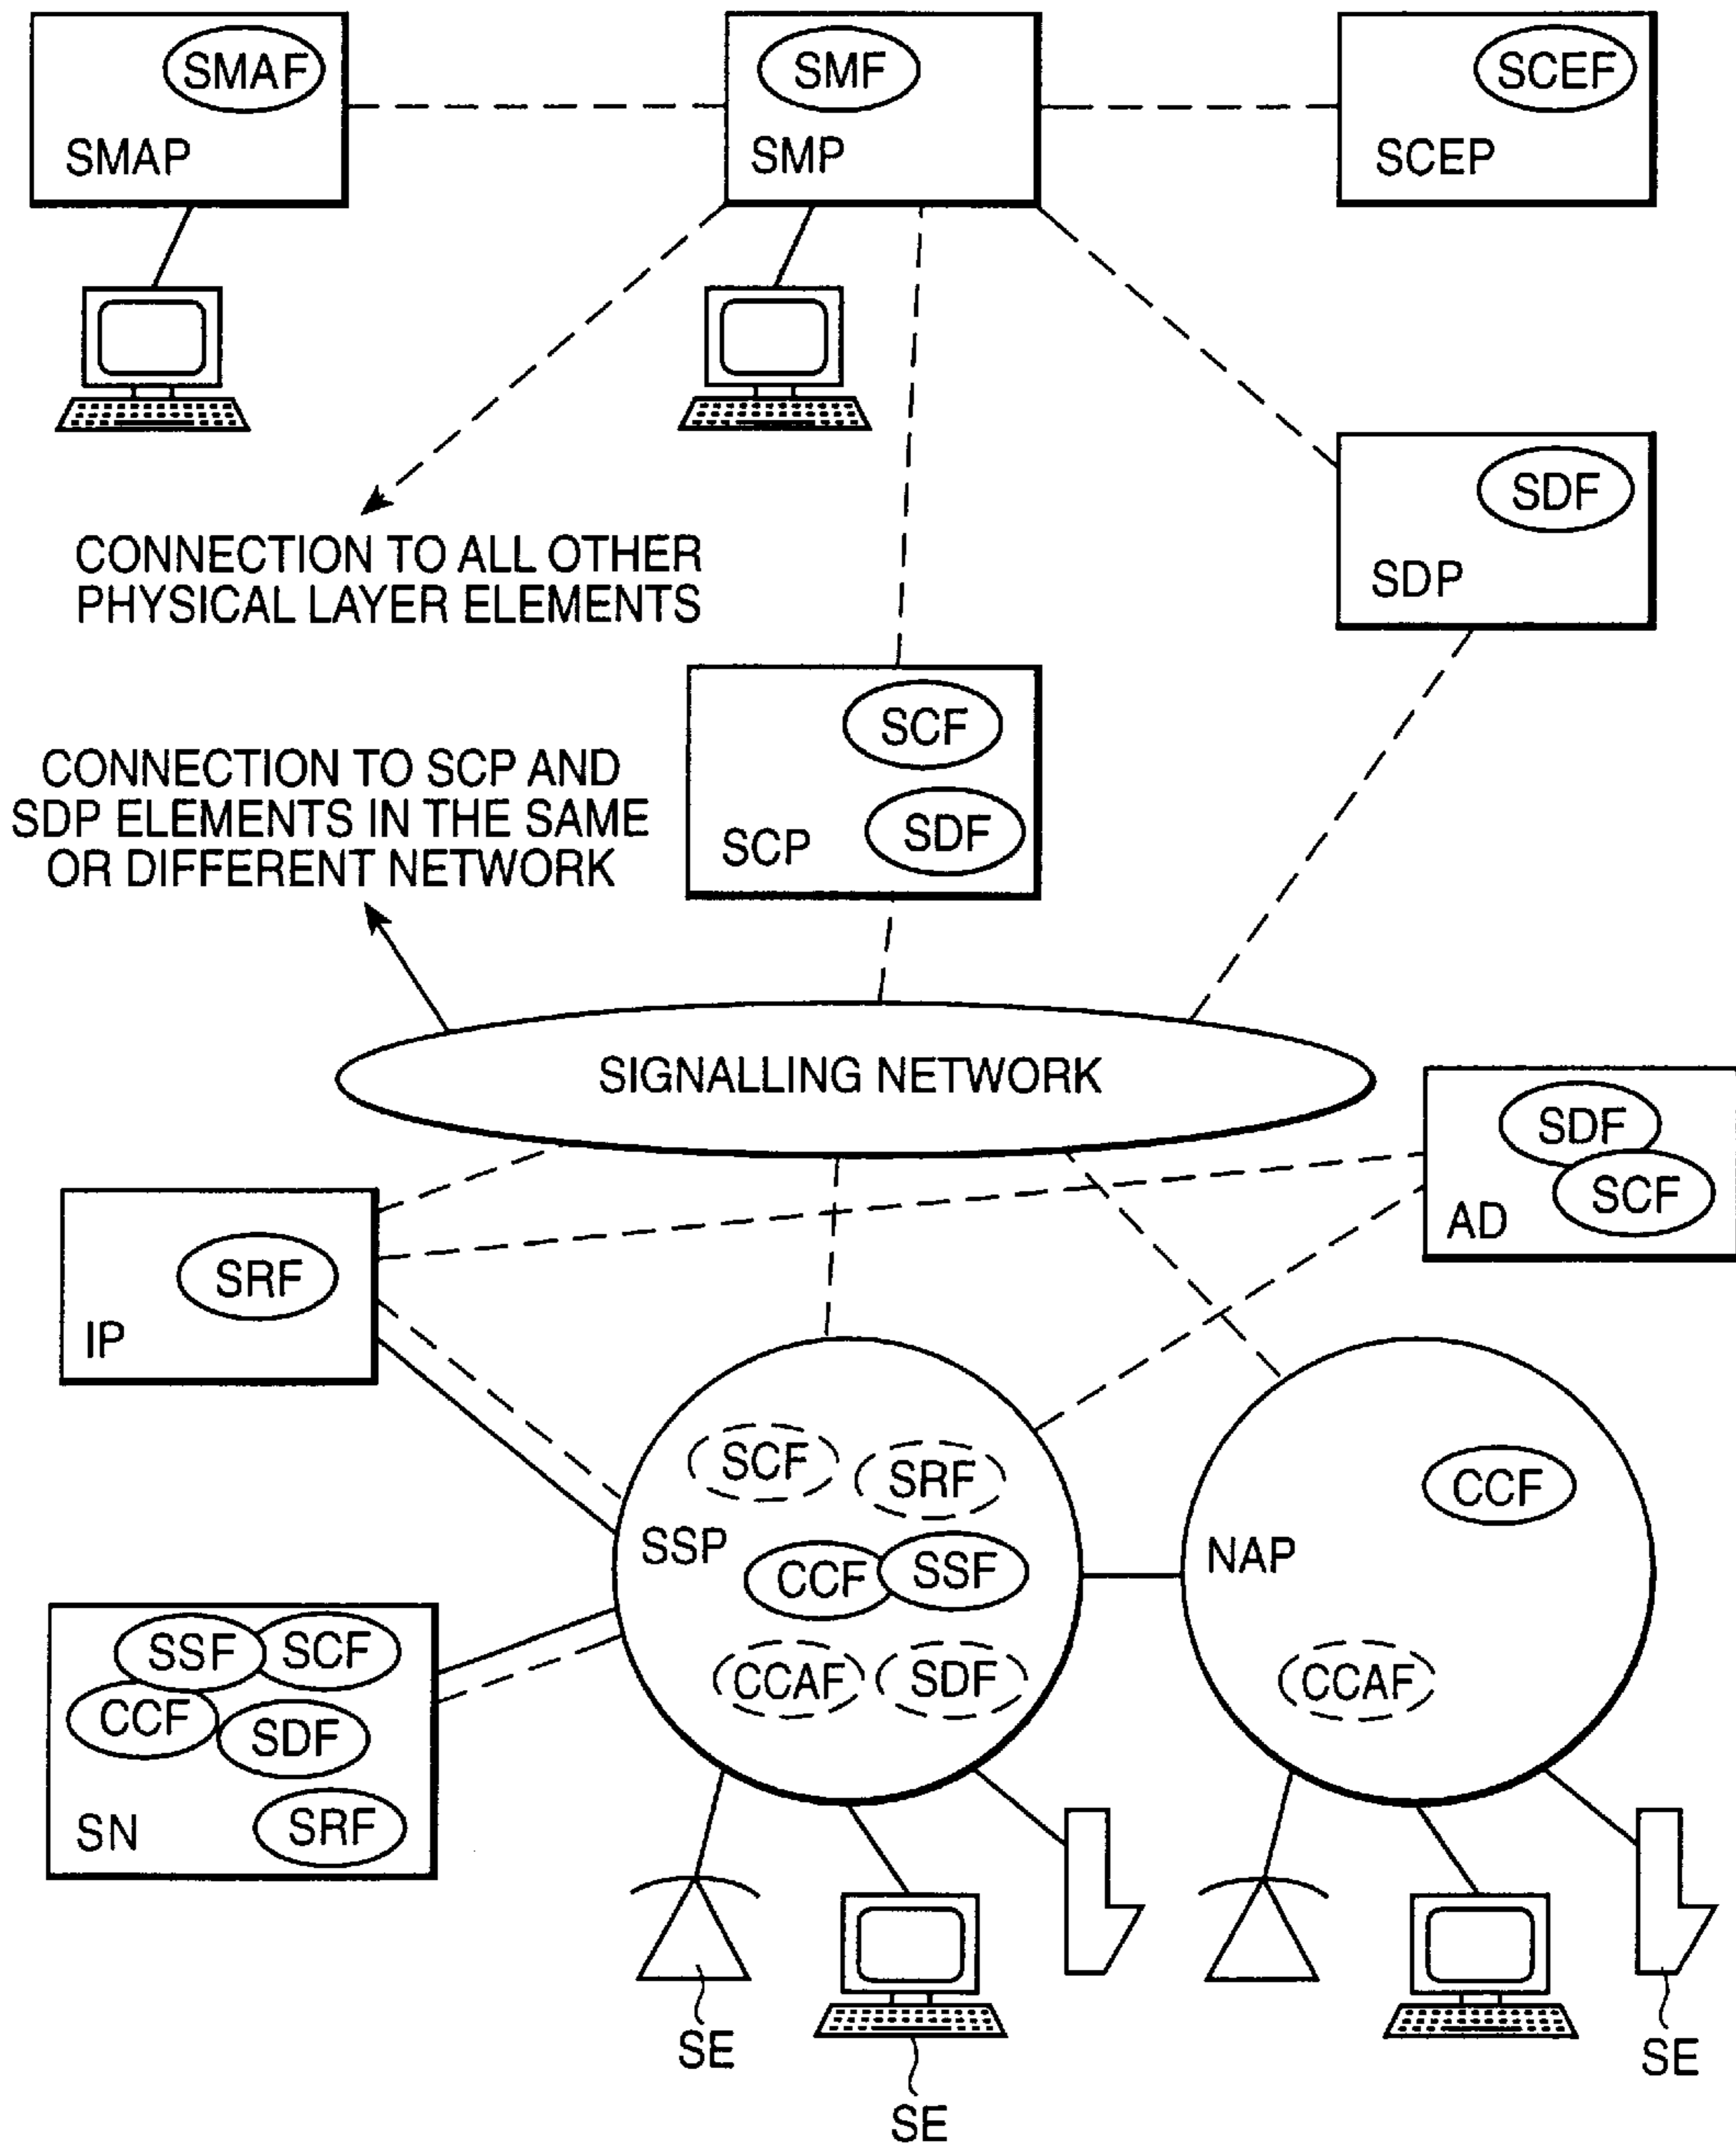 SMAF
SMAP
SMF
SMP
SCEF
SCEP
CONNECTION TO ALL OTHER
PHYSICAL LAYER ELEMENTS
SDF
SDP
SCF
SDF
SCP
CONNECTION TO SCP AND
SDP ELEMENTS IN THE SAME
OR DIFFERENT NETWORK
SIGNALLING NETWORK
SDF
SCF
AD
SRF
IP
SCF
SRF
SSP
CCF
SSF
CCAF
SDF
CCF
NAP
CCAF
SSF
SCF
CCF
SDF
SRF
SN
SE
SE
SE